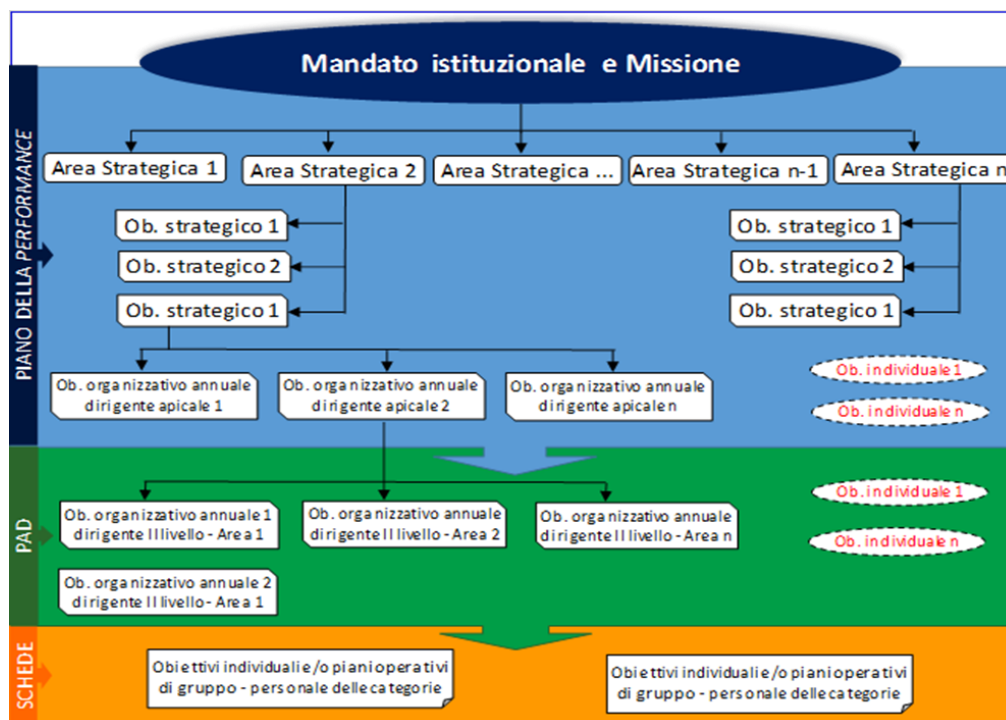 Mandato istituzionale e Missione
PIANO DELLA PERFORMANCE
Area Strategica 1
Area Strategica 2
Area Strategica ...
Area Strategica n-1
Area Strategica n
Ob. strategico 1
Ob. strategico 2
Ob. strategico 1
Ob. strategico 1
Ob. strategico 2
Ob. strategico 1
Ob. organizzativo annuale
dirigente apicale 1
Ob. organizzativo annuale
dirigente apicale 2
Ob. organizzativo annuale
dirigente apicale n
Ob. individuale 1
Ob. individuale n
PAD
Ob. organizzativo annuale 1
dirigente II livello - Area 1
Ob. organizzativo annuale
dirigente II livello - Area 2
Ob. organizzativo annuale
dirigente II livello - Area n
Ob. individuale 1
Ob. individuale n
Ob. organizzativo annuale 2
dirigente II livello - Area 1
SCHEDE
Obiettivi individuali e/o piani operativi
di gruppo - personale delle categorie
Obiettivi individuali e/o piani operativi
di gruppo - personale delle categorie